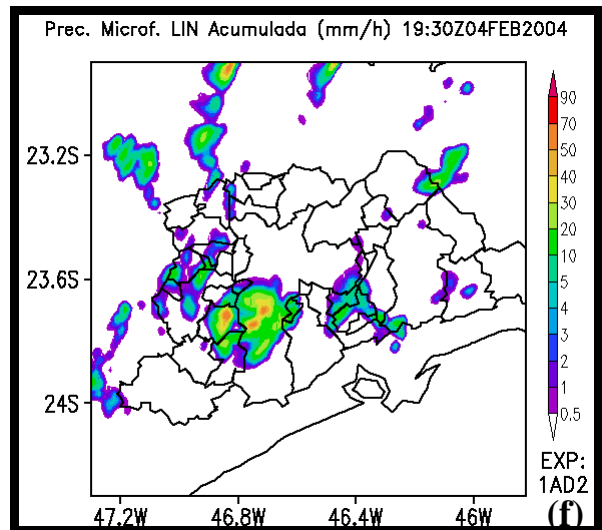 Prec. Microf. LIN Acumulada (mm/h) 19:30Z04FEB2004
23.2S
23.6S
24S
47.2W
46.8W
46.4W
46W
90
70
50
40
30
20
10
5
4
3
2
1
0.5
EXP:
1AD2
(f)